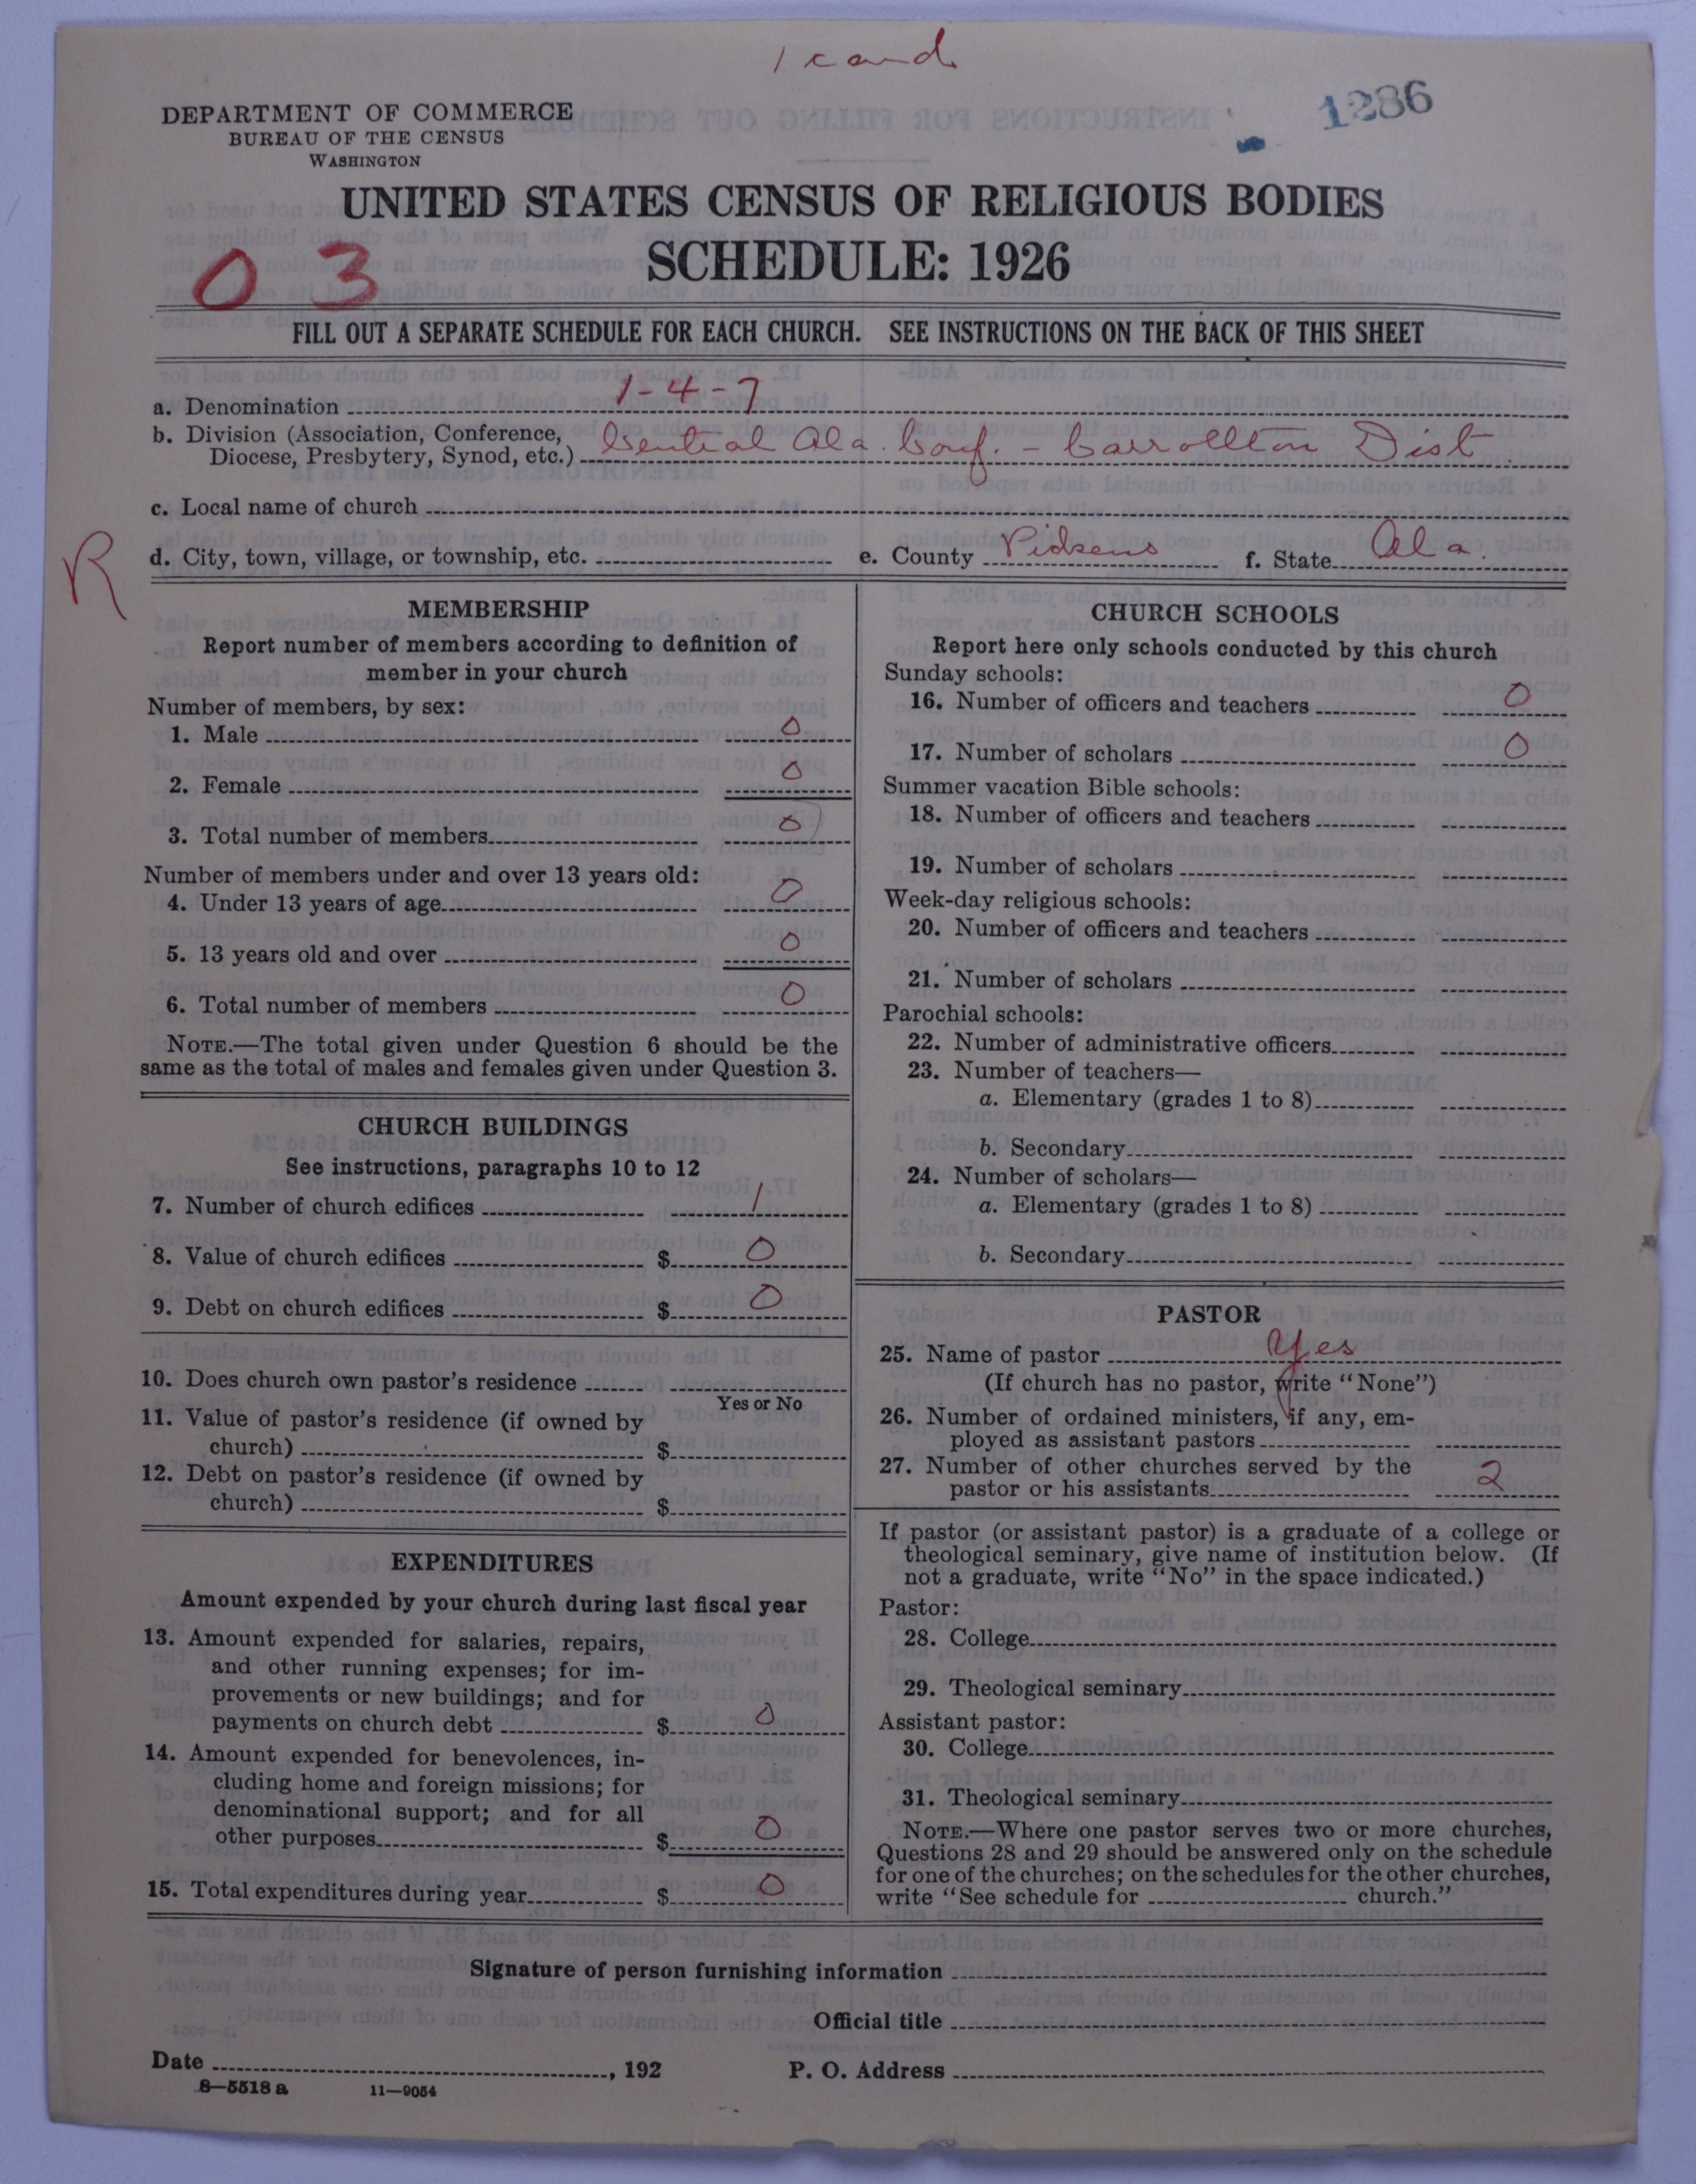 1 card
1286
DEPARTMENT OF COMMERCE
BUREAU OF THE CENSUS
WASHINGTON
UNITED STATES CENSUS OF RELIGIOUS BODIES
SCHEDULE: 1926
03
FILL OUT A SEPARATE SCHEDULE FOR EACH CHURCH. SEE INSTRUCTIONS ON THE BACK OF THIS SHEET
a. Denomination 1-4-7
b. Division (Association, Conference,
Diocese, Presbytery, Synod, etc.) Central Ala. Conf. - Carrollton Dist
c. Local name of church
R
d. City, town, village, or township, etc. e. County Pickens f. State Ala.
MEMBERSHIP
Report number of members according to definition of
member in your church
Number of members, by sex:
1. Male 0
2. Female 0
3. Total number of members 0
Number of members under and over 13 years old:
4. Under 13 years of age 0
5. 13 years old and over 0
6. Total number of members 0
NOTE.—The total given under Question 6 should be the
same as the total of males and females given under Question 3.
CHURCH BUILDINGS
See instructions, paragraphs 10 to 12
7. Number of church edifices 1
8. Value of church edifices $ 0
9. Debt on church edifices $ 0
10. Does church own pastor's residence
Yes or No
11. Value of pastor's residence (if owned by
church) $
12. Debt on pastor's residence (if owned by
church) $
EXPENDITURES
Amount expended by your church during last fiscal year
13. Amount expended for salaries, repairs,
and other running expenses; for im-
provements or new buildings; and for
payments on church debt $ 0
14. Amount expended for benevolences, in-
cluding home and foreign missions; for
denominational support; and for all
other purposes $ 0
15. Total expenditures during year $ 0
CHURCH SCHOOLS
Report here only schools conducted by this church
Sunday schools:
16. Number of officers and teachers 0
17. Number of scholars 0
Summer vacation Bible schools:
18. Number of officers and teachers
19. Number of scholars
Week-day religious schools:
20. Number of officers and teachers
21. Number of scholars
Parochial schools:
22. Number of administrative officers
23. Number of teachers—
a. Elementary (grades 1 to 8)
b. Secondary
24. Number of scholars—
a. Elementary (grades 1 to 8)
b. Secondary
PASTOR
25. Name of pastor Yes
(If church has no pastor, write "None")
26. Number of ordained ministers, if any, em-
ployed as assistant pastors
27. Number of other churches served by the
pastor or his assistants 2
If pastor (or assistant pastor) is a graduate of a college or
theological seminary, give name of institution below. (If
not a graduate, write "No" in the space indicated.)
Pastor:
28. College
29. Theological seminary
Assistant pastor:
30. College
31. Theological seminary
NOTE.—Where one pastor serves two or more churches,
Questions 28 and 29 should be answered only on the schedule
for one of the churches; on the schedules for the other churches,
write "See schedule for church."
Signature of person furnishing information
Official title
Date , 192 P. O. Address
8—5518 a 11—9054